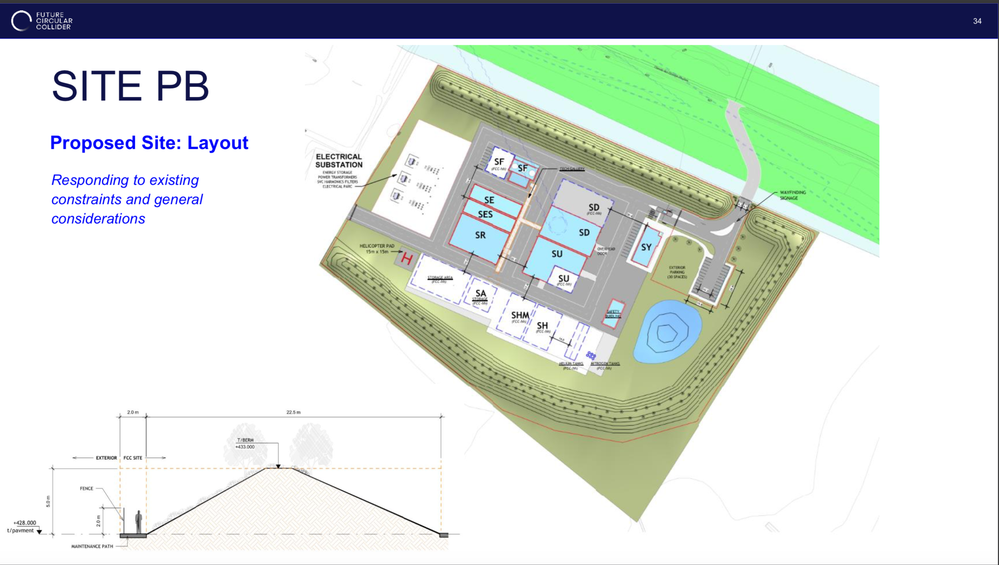 FUTURE
CIRCULAR
COLLIDER
34
SITE PB
Proposed Site: Layout
Responding to existing
constraints and general
considerations
ELECTRICAL
SUBSTATION
ENERGY STORAGE
POWER TRANSFORMERS
SVC HARMONICS FILTERS
ELECTRICAL PARC
SF
(FCC-hh)
SF
TECH GALLERY
SE
SES
SR
SD
(FCC-hh)
SD
SU
SU
(FCC-hh)
OVERHEAD
DOOR
SY
WAYFINDING
SIGNAGE
HELICOPTER PAD
15m x 15m
H
STORAGE AREA
(FCC-hh)
SA
STORAGE
(FCC-hh)
SHM
(FCC-hh)
SH
(FCC-hh)
EXTERIOR
PARKING
(30 SPACES)
SAFETY
HELIUM TANKS
(FCC-hh)
NITROGEN TANKS
(FCC-hh)
2.0 m
22.5 m
T/BERM
+433.000
EXTERIOR
FCC SITE
FENCE
5.0 m
2.0 m
+428.000
t/pavment
MAINTENANCE PATH